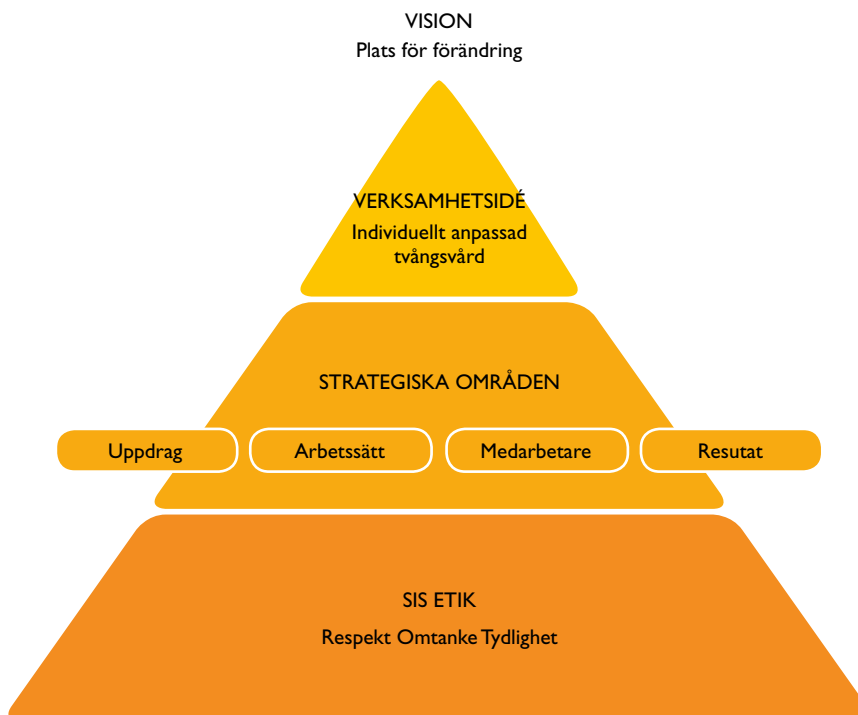 VISION
Plats för förändring
VERKSAMHETSIDÉ
Individuellt anpassad
tvångsvård
STRATEGISKA OMRÅDEN
Uppdrag
Arbetssätt
Medarbetare
Resutat
SIS ETIK
Respekt Omtanke Tydlighet